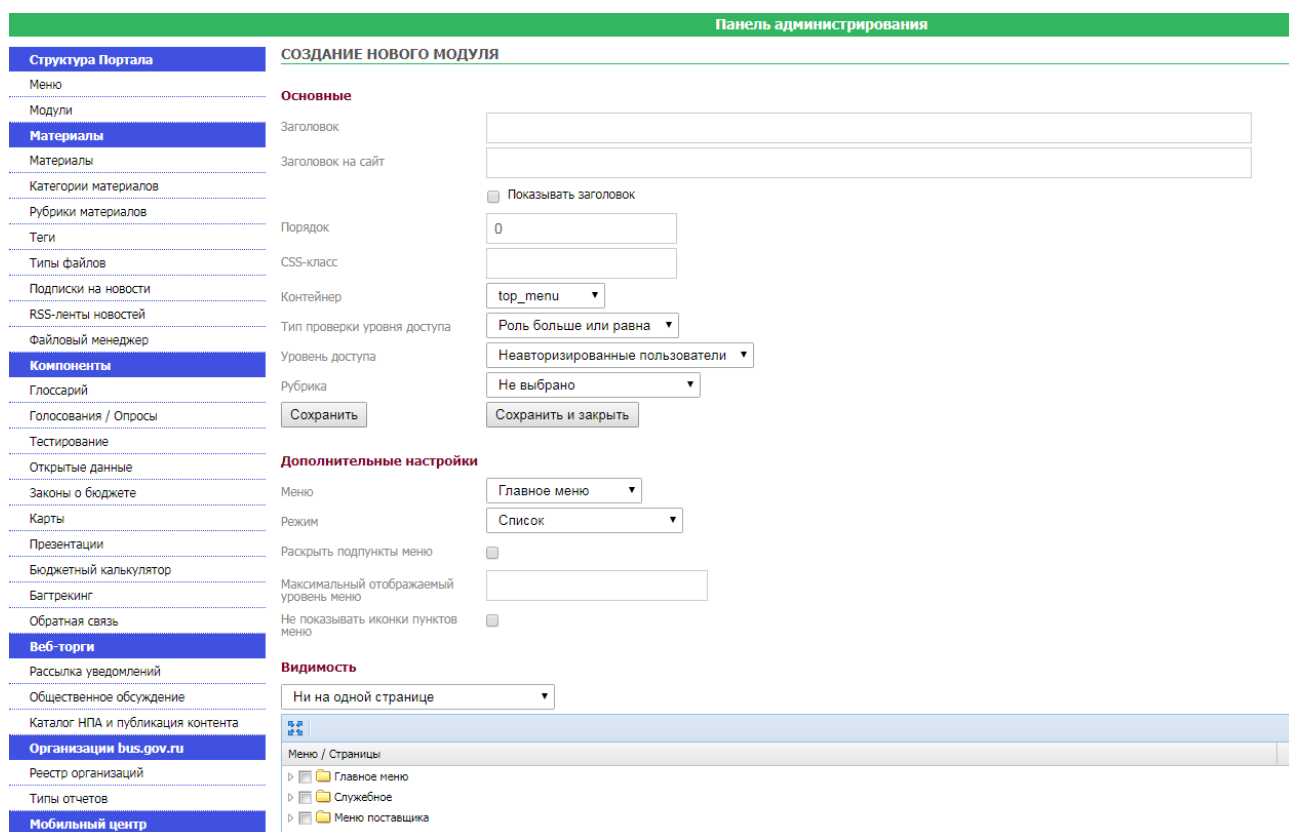 Панель администрирования
Структура Портала
Меню
Модули
Материалы
Материалы
Категории материалов
Рубрики материалов
Теги
Типы файлов
Подписки на новости
RSS-ленты новостей
Файловый менеджер
Компоненты
Глоссарий
Голосования / Опросы
Тестирование
Открытые данные
Законы о бюджете
Карты
Презентации
Бюджетный калькулятор
Багтрекинг
Обратная связь
Веб-торги
Рассылка уведомлений
Общественное обсуждение
Каталог НПА и публикация контента
Организации bus.gov.ru
Реестр организаций
Типы отчетов
Мобильный центр
СОЗДАНИЕ НОВОГО МОДУЛЯ
Основные
Заголовок
Заголовок на сайт
Показывать заголовок
Порядок 0
CSS-класс
Контейнер top_menu
Тип проверки уровня доступа Роль больше или равна
Уровень доступа Неавторизированные пользователи
Рубрика Не выбрано
Сохранить Сохранить и закрыть
Дополнительные настройки
Меню Главное меню
Режим Список
Раскрыть подпункты меню
Максимальный отображаемый
уровень меню
Не показывать иконки пунктов
меню
Видимость
Ни на одной странице
Меню / Страницы
Главное меню
Служебное
Меню поставщика